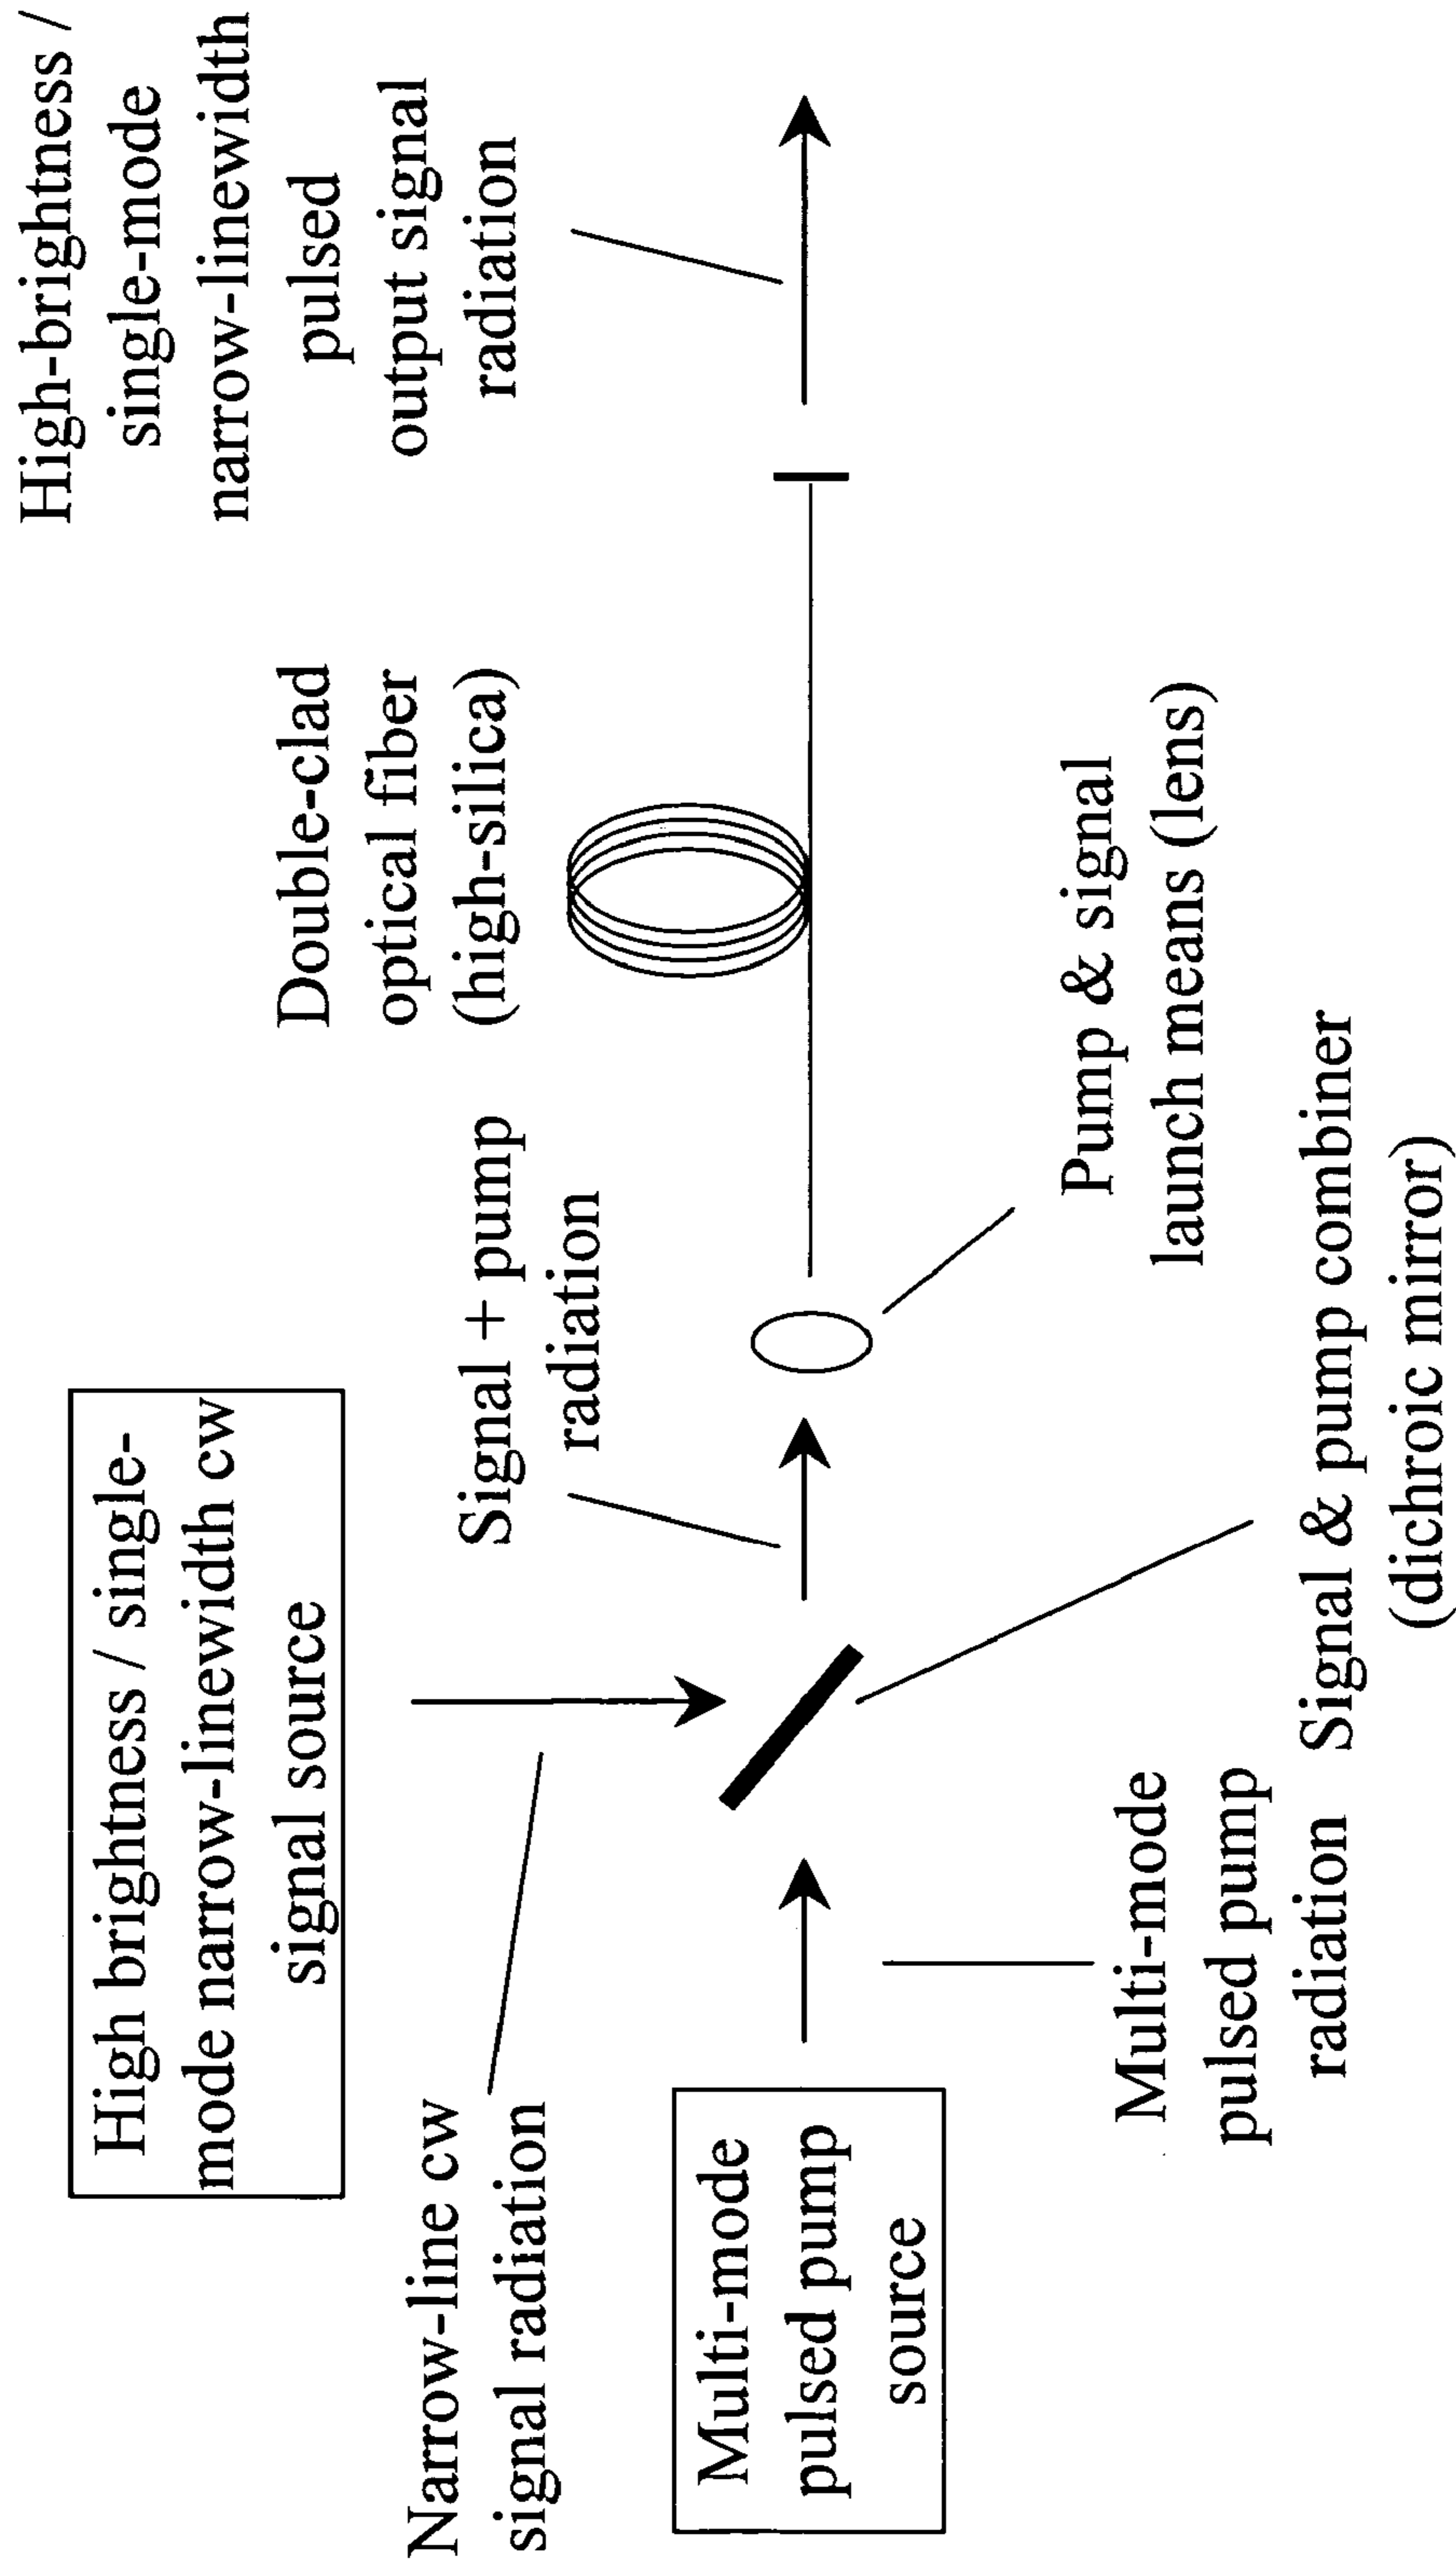 High brightness / single-
mode narrow-linewidth cw
signal source
Narrow-line cw
signal radiation
Multi-mode
pulsed pump
source
Multi-mode
pulsed pump
radiation
Signal + pump
radiation
Signal & pump combiner
(dichroic mirror)
Pump & signal
launch means (lens)
Double-clad
optical fiber
(high-silica)
High-brightness /
single-mode
narrow-linewidth
pulsed
output signal
radiation